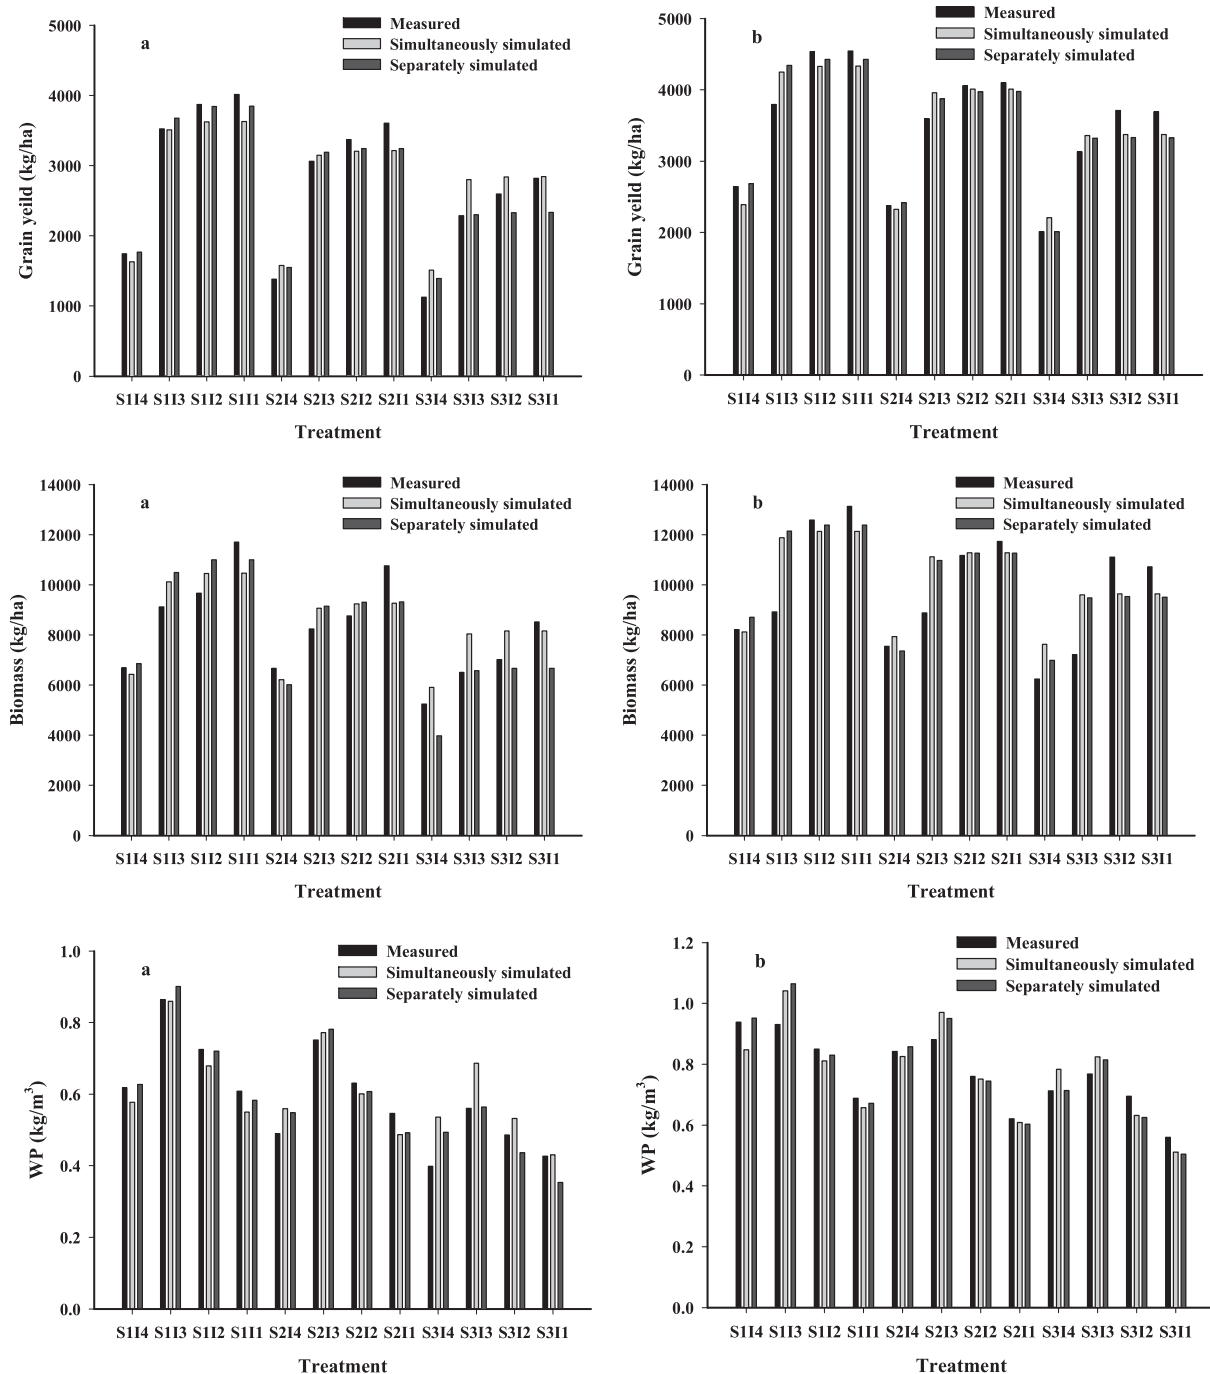 5000
4000
3000
2000
1000
0
Grain yeild (kg/ha)
a
Measured
Simultaneously simulated
Separately simulated
S1I4 S1I3 S1I2 S1I1 S2I4 S2I3 S2I2 S2I1 S3I4 S3I3 S3I2 S3I1
Treatment
5000
4000
3000
2000
1000
0
Grain yeild (kg/ha)
b
Measured
Simultaneously simulated
Separately simulated
S1I4 S1I3 S1I2 S1I1 S2I4 S2I3 S2I2 S2I1 S3I4 S3I3 S3I2 S3I1
Treatment
14000
12000
10000
8000
6000
4000
2000
0
Biomass (kg/ha)
a
Measured
Simultaneously simulated
Separately simulated
S1I4 S1I3 S1I2 S1I1 S2I4 S2I3 S2I2 S2I1 S3I4 S3I3 S3I2 S3I1
Treatment
14000
12000
10000
8000
6000
4000
2000
0
Biomass (kg/ha)
b
Measured
Simultaneously simulated
Separately simulated
S1I4 S1I3 S1I2 S1I1 S2I4 S2I3 S2I2 S2I1 S3I4 S3I3 S3I2 S3I1
Treatment
1.0
0.8
0.6
0.4
0.2
0.0
WP (kg/m³)
a
Measured
Simultaneously simulated
Separately simulated
S1I4 S1I3 S1I2 S1I1 S2I4 S2I3 S2I2 S2I1 S3I4 S3I3 S3I2 S3I1
Treatment
1.2
1.0
0.8
0.6
0.4
0.2
0.0
WP (kg/m³)
b
Measured
Simultaneously simulated
Separately simulated
S1I4 S1I3 S1I2 S1I1 S2I4 S2I3 S2I2 S2I1 S3I4 S3I3 S3I2 S3I1
Treatment